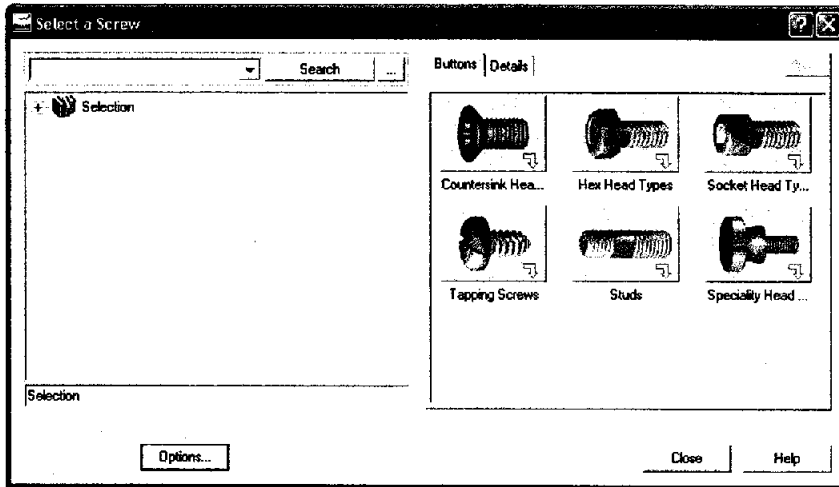 Select a Screw
Search ...
Selection
Buttons Details
Countersink Hea... Hex Head Types Socket Head Ty...
Tapping Screws Studs Speciality Head ...
Selection
Options... Close Help